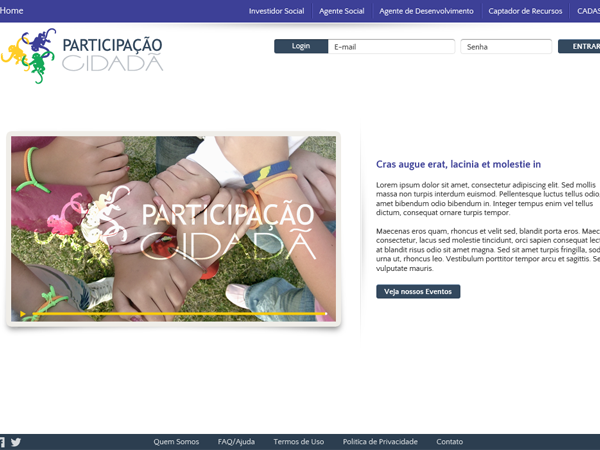 Home
Investidor Social
Agente Social
Agente de Desenvolvimento
Captador de Recursos
PARTICIPAÇÃO
CIDADÃ
Login
E-mail
Senha
ENTRAR
PARTICIPAÇÃO
CIDADÃ
Cras augue erat, lacinia et molestie in
Lorem ipsum dolor sit amet, consectetur adipiscing elit. Sed mollis
massa non turpis interdum euismod. Pellentesque luctus tellus odio,
amet bibendum odio bibendum in. Integer tempus enim vel tellus
dictum, consequat ornare turpis tempor.
Maecenas eros quam, rhoncus et velit sed, blandit porta eros.
consectetur, lacus sed molestie tincidunt, orci sapien consequat
at blandit risus odio sit amet magna. Sed sit amet turpis fringilla,
urna ut, rhoncus leo. Vestibulum porttitor tempor arcu et sagittis.
vulputate mauris.
Veja nossos Eventos
Quem Somos
FAQ/Ajuda
Termos de Uso
Politica de Privacidade
Contato